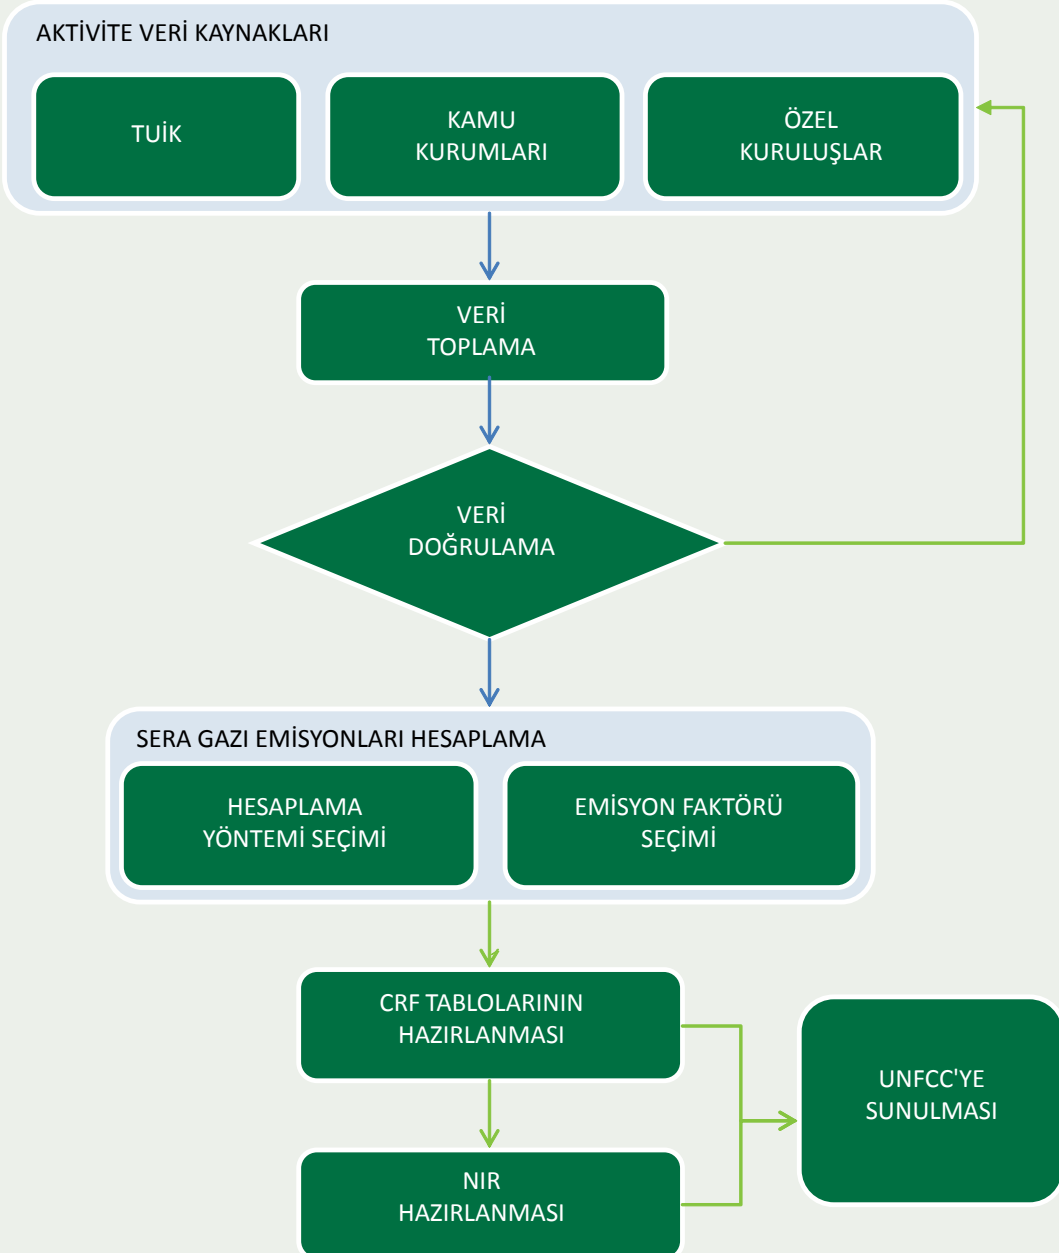 AKTİVİTE VERİ KAYNAKLARI
TUİK
KAMU
KURUMLARI
ÖZEL
KURULUŞLAR
VERİ
TOPLAMA
VERİ
DOĞRULAMA
SERA GAZI EMİSYONLARI HESAPLAMA
HESAPLAMA
YÖNTEMİ SEÇİMİ
EMİSYON FAKTÖRÜ
SEÇİMİ
CRF TABLOLARININ
HAZIRLANMASI
UNFCC'YE
SUNULMASI
NIR
HAZIRLANMASI